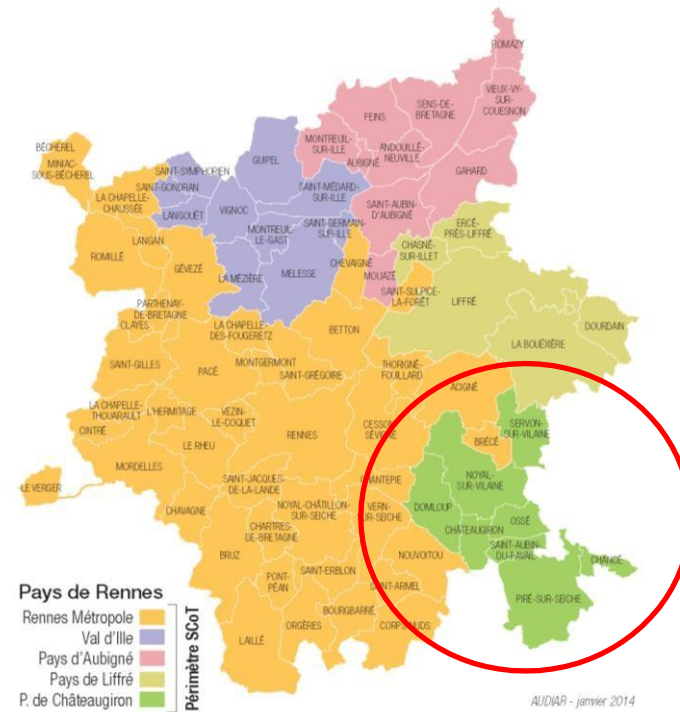 ROMAZY
VIEUX-VY-
SUR-
COUESNON
SENS-DE-
BRETAGNE
FEINS
MONTREUIL-
SUR-ILLE
ANDOUILLÉ-
NEUVILLE
AUBIGNÉ
GAHARD
SAINT-AUBIN-
D'AUBIGNÉ
MOUAZÉ
BÉCHEREL
MINIAC-
SOUS-BÉCHEREL
LA CHAPELLE-
CHAUSSÉE
SAINT-SYMPHORIEN
SAINT-GONDRAN
LANGOUËT
VIGNOC
GUIPEL
SAINT-MÉDARD-
SUR-ILLE
MONTREUIL-
LE-GAST
SAINT-GERMAIN-
SUR-ILLE
LA MÉZIÈRE
MELESSE
CHEVAIGNÉ
ERCÉ-
PRÈS-LIFFRÉ
CHASNÉ-
SUR-ILLET
SAINT-SULPICE-
LA-FORÊT
LIFFRÉ
DOURDAIN
LA BOUËXIÈRE
ROMILLÉ
LANGAN
GÉVEZÉ
PARTHENAY-
DE-BRETAGNE
CLAYES
LA CHAPELLE-
DES-FOUGERETZ
BETTON
SAINT-GILLES
PACÉ
MONTGERMONT
SAINT-GRÉGOIRE
THORIGNÉ-
FOUILLARD
ACIGNÉ
LA CHAPELLE-
THOUARAULT
L'HERMITAGE
VEZIN-
LE-COQUET
CINTRÉ
LE RHEU
RENNES
CESSON-
SÉVIGNÉ
BRÉCÉ
SERVON-
SUR-VILAINE
MORDELLES
LE VERGER
SAINT-JACQUES-
DE-LA-LANDE
CHANTEPIE
NOYAL-
SUR-VILAINE
DOMLOUP
CHAVAGNE
NOYAL-CHÂTILLON-
SUR-SEICHE
VERN-
SUR-SEICHE
CHÂTEAUGIRON
OSSÉ
CHARTRES-
DE-BRETAGNE
BRUZ
NOUVOITOU
SAINT-AUBIN-
DU-PAVAIL
CHANCÉ
PONT-
PÉAN
SAINT-ERBLON
SAINT-ARMEL
PIRÉ-SUR-SEICHE
BOURGBARRÉ
LAILLÉ
ORGÈRES
CORPS-NUDS
Pays de Rennes
Rennes Métropole
Val d'Ille
Pays d'Aubigné
Pays de Liffré
P. de Châteaugiron
Périmètre SCoT
AUDIAR - janvier 2014